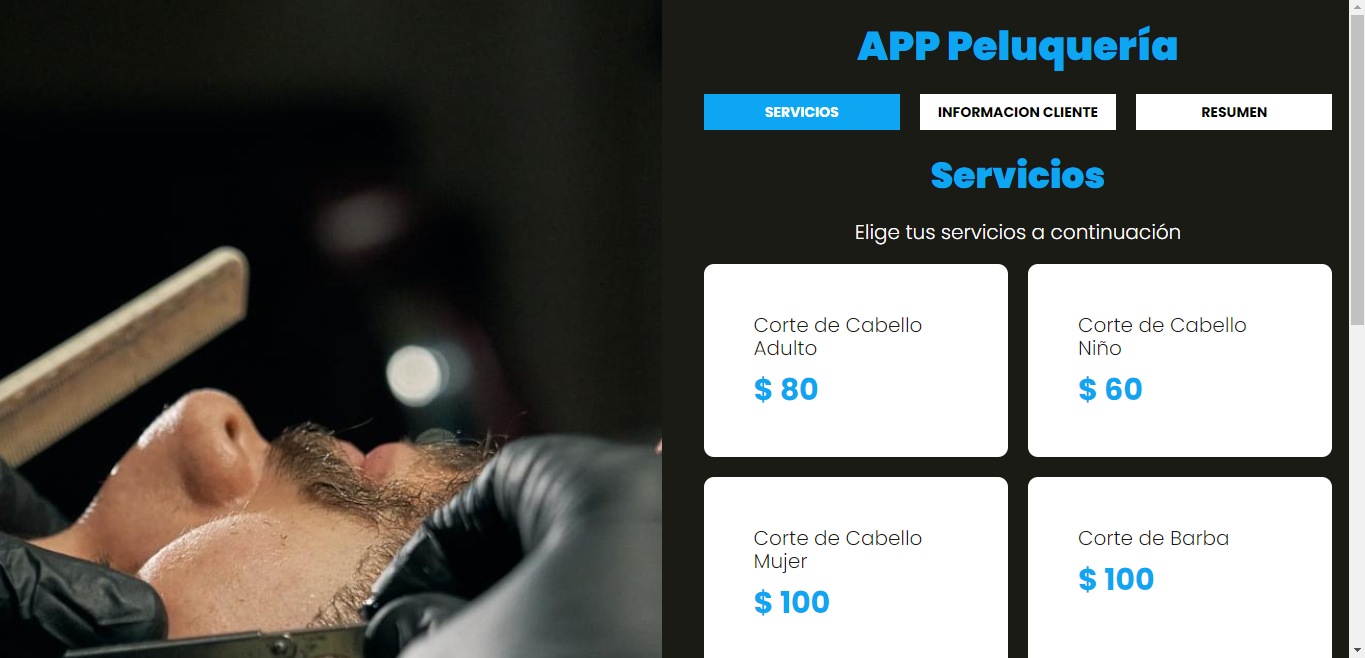 APP Peluquería
SERVICIOS
INFORMACION CLIENTE
RESUMEN
Servicios
Elige tus servicios a continuación
Corte de Cabello
Adulto
$ 80
Corte de Cabello
Niño
$ 60
Corte de Cabello
Mujer
$ 100
Corte de Barba
$ 100